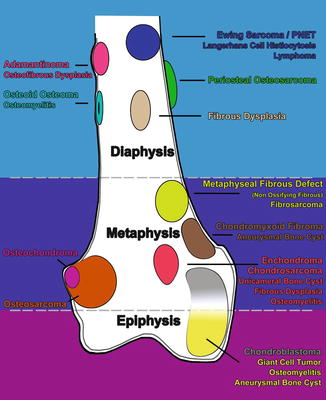 Ewing Sarcoma / PNET
Langerhans Cell Histiocytosis
Lymphoma
Adamantinoma
Osteofibrous Dysplasia
Periosteal Osteosarcoma
Osteoid Osteoma
Osteomyelitis
Fibrous Dysplasia
Diaphysis
Metaphyseal Fibrous Defect
(Non Ossifying Fibrous)
Fibrosarcoma
Chondromyxoid Fibroma
Aneurysmal Bone Cyst
Metaphysis
Osteochondroma
Enchondroma
Chondrosarcoma
Unicameral Bone Cyst
Fibrous Dysplasia
Osteomyelitis
Osteosarcoma
Epiphysis
Chondroblastoma
Giant Cell Tumor
Osteomyelitis
Aneurysmal Bone Cyst